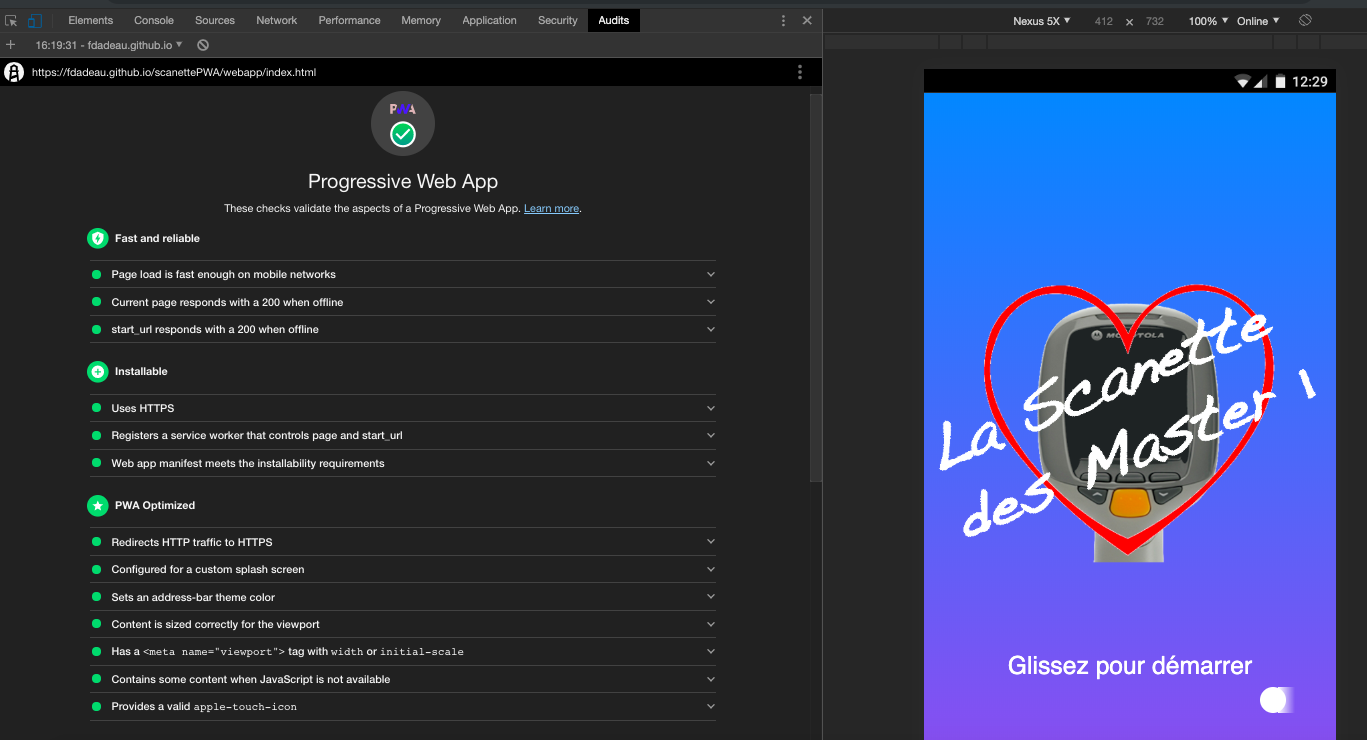 Elements Console Sources Network Performance Memory Application Security Audits
16:19:31 - fdadeau.github.io
https://fdadeau.github.io/scanettePWA/webapp/index.html
PWA
Progressive Web App
These checks validate the aspects of a Progressive Web App. Learn more.
Fast and reliable
Page load is fast enough on mobile networks
Current page responds with a 200 when offline
start_url responds with a 200 when offline
Installable
Uses HTTPS
Registers a service worker that controls page and start_url
Web app manifest meets the installability requirements
PWA Optimized
Redirects HTTP traffic to HTTPS
Configured for a custom splash screen
Sets an address-bar theme color
Content is sized correctly for the viewport
Has a <meta name="viewport"> tag with width or initial-scale
Contains some content when JavaScript is not available
Provides a valid apple-touch-icon
Nexus 5X 412 × 732 100% Online
12:29
MOTOROLA
La Scanette
des Master 1
Glissez pour démarrer